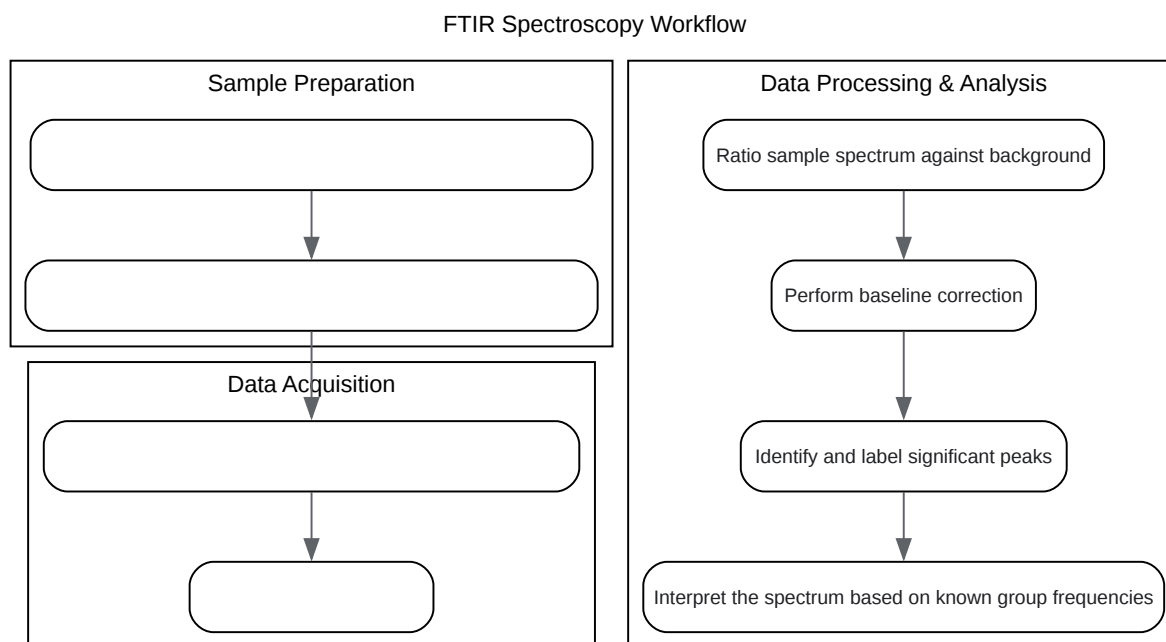 FTIR Spectroscopy Workflow
Sample Preparation
Data Acquisition
Data Processing & Analysis
Ratio sample spectrum against background
Perform baseline correction
Identify and label significant peaks
Interpret the spectrum based on known group frequencies